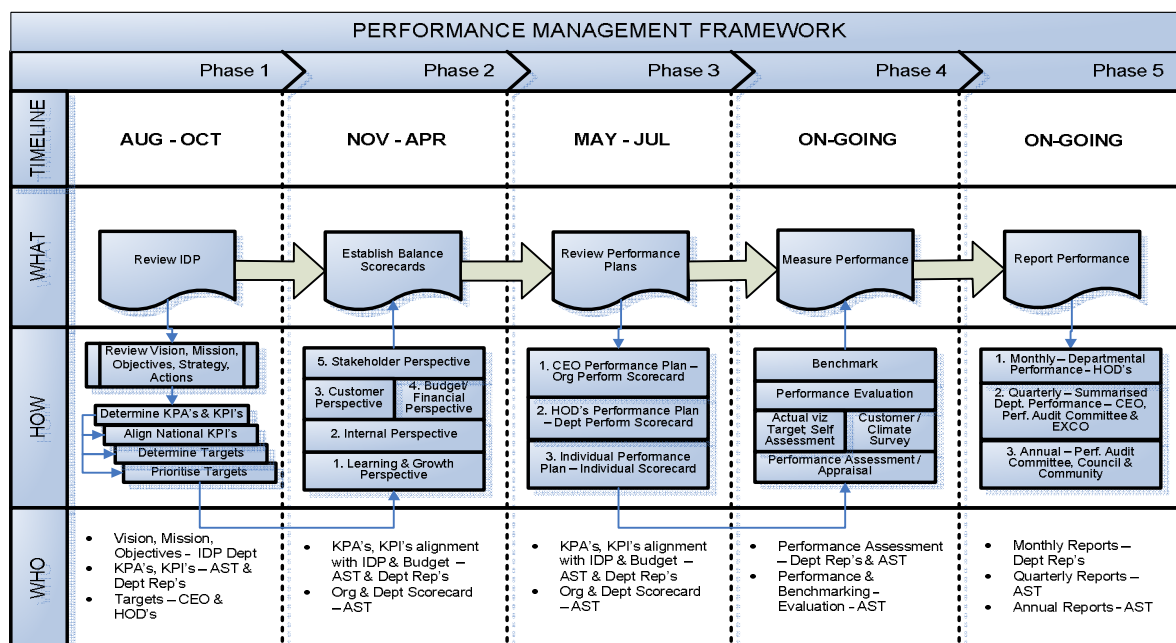 PERFORMANCE MANAGEMENT FRAMEWORK
Phase 1
Phase 2
Phase 3
Phase 4
Phase 5
TIMELINE
AUG - OCT
NOV - APR
MAY - JUL
ON-GOING
ON-GOING
WHAT
Review IDP
Establish Balance
Scorecards
Review Performance
Plans
Measure Performance
Report Performance
HOW
Review Vision, Mission,
Objectives, Strategy,
Actions
Determine KPA's & KPI's
Align National KPI's
Determine Targets
Prioritise Targets
5. Stakeholder Perspective
3. Customer
Perspective
4. Budget/
Financial
Perspective
2. Internal Perspective
1. Learning & Growth
Perspective
1. CEO Performance Plan –
Org Perform Scorecard
2. HOD's Performance Plan
– Dept Perform Scorecard
3. Individual Performance
Plan – Individual Scorecard
Benchmark
Performance Evaluation
Actual viz
Target; Self
Assessment
Customer /
Climate
Survey
Performance Assessment /
Appraisal
1. Monthly – Departmental
Performance - HOD's
2. Quarterly – Summarised
Dept. Performance – CEO,
Perf. Audit Committee &
EXCO
3. Annual – Perf. Audit
Committee, Council &
Community
WHO
• Vision, Mission,
Objectives - IDP Dept
• KPA's, KPI's – AST &
Dept Rep's
• Targets – CEO &
HOD's
• KPA's, KPI's alignment
with IDP & Budget –
AST & Dept Rep's
• Org & Dept Scorecard
–AST
• KPA's, KPI's alignment
with IDP & Budget –
AST & Dept Rep's
• Org & Dept Scorecard
–AST
• Performance Assessment
– Dept Rep's & AST
• Performance &
Benchmarking -
Evaluation - AST
• Monthly Reports –
Dept Rep's
• Quarterly Reports –
AST
• Annual Reports - AST